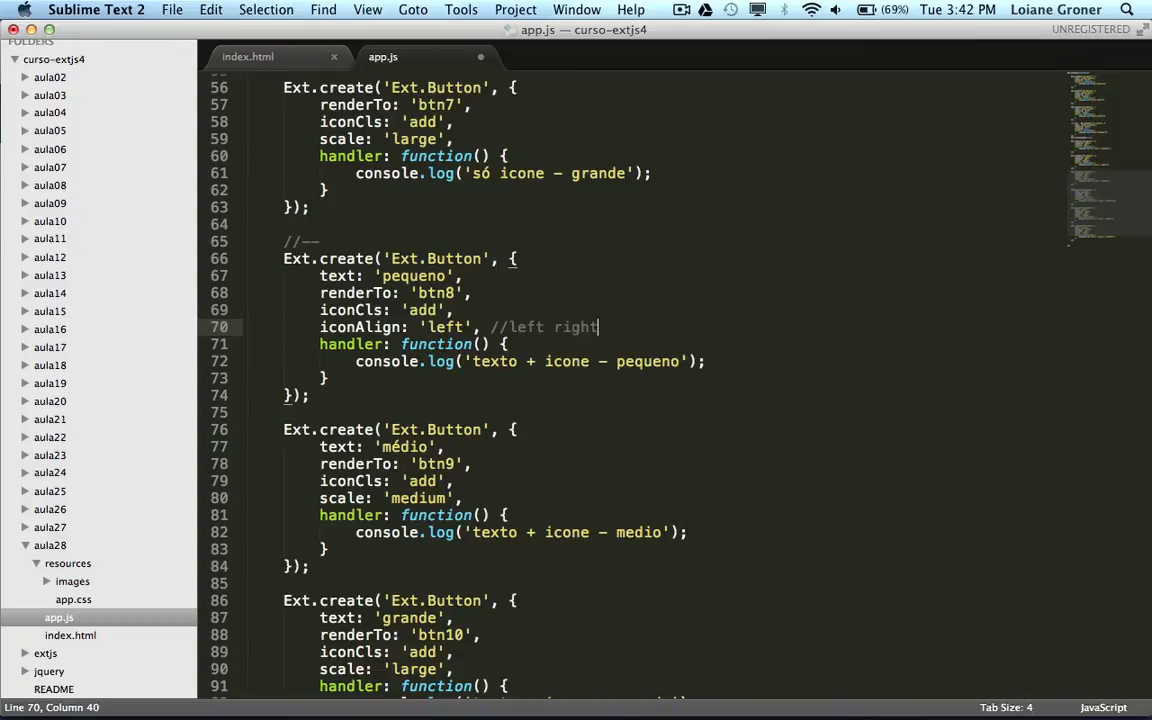 Sublime Text 2 File Edit Selection Find View Goto Tools Project Window Help (69%) Tue 3:42 PM Loiane Groner
app.js — curso-extjs4 UNREGISTERED
FOLDERS
curso-extjs4
aula02
aula03
aula04
aula05
aula06
aula07
aula08
aula09
aula10
aula11
aula12
aula13
aula14
aula15
aula16
aula17
aula18
aula19
aula20
aula21
aula22
aula23
aula24
aula25
aula26
aula27
aula28
resources
images
app.css
app.js
index.html
extjs
jquery
README
index.html × app.js
56 Ext.create('Ext.Button', {
57 renderTo: 'btn7',
58 iconCls: 'add',
59 scale: 'large',
60 handler: function() {
61 console.log('só icone - grande');
62 }
63 });
64
65 //--
66 Ext.create('Ext.Button', {
67 text: 'pequeno',
68 renderTo: 'btn8',
69 iconCls: 'add',
70 iconAlign: 'left', //left right
71 handler: function() {
72 console.log('texto + icone - pequeno');
73 }
74 });
75
76 Ext.create('Ext.Button', {
77 text: 'médio',
78 renderTo: 'btn9',
79 iconCls: 'add',
80 scale: 'medium',
81 handler: function() {
82 console.log('texto + icone - medio');
83 }
84 });
85
86 Ext.create('Ext.Button', {
87 text: 'grande',
88 renderTo: 'btn10',
89 iconCls: 'add',
90 scale: 'large',
91 handler: function() {
Line 70, Column 40 Tab Size: 4 JavaScript